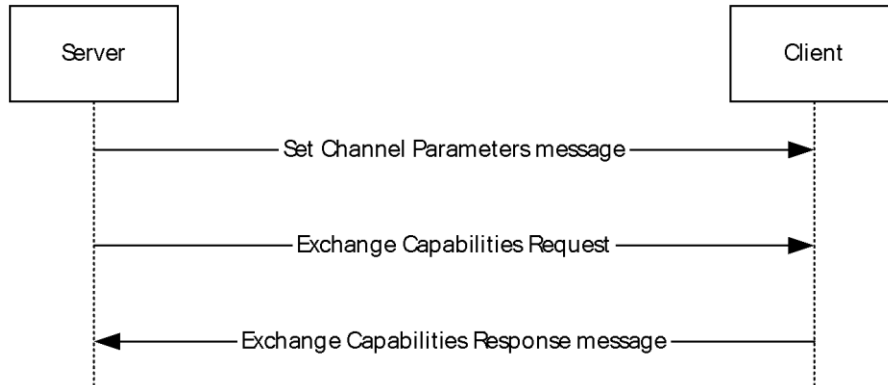 Server
Client
Set Channel Parameters message
Exchange Capabilities Request
Exchange Capabilities Response message